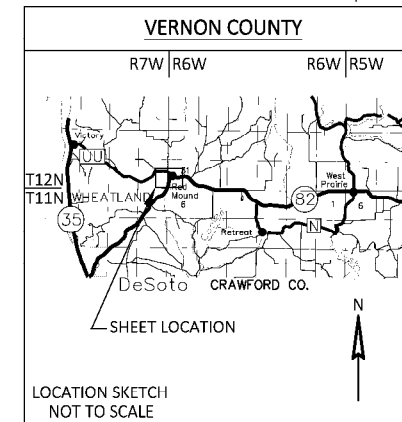 VERNON COUNTY
R7W R6W R6W R5W
Victory
UU
31
T12N
T11N WHEATLAND Red Mound
6
West Prairie
82 1 6
35
Retreat N
DeSoto CRAWFORD CO.
SHEET LOCATION
N
LOCATION SKETCH
NOT TO SCALE